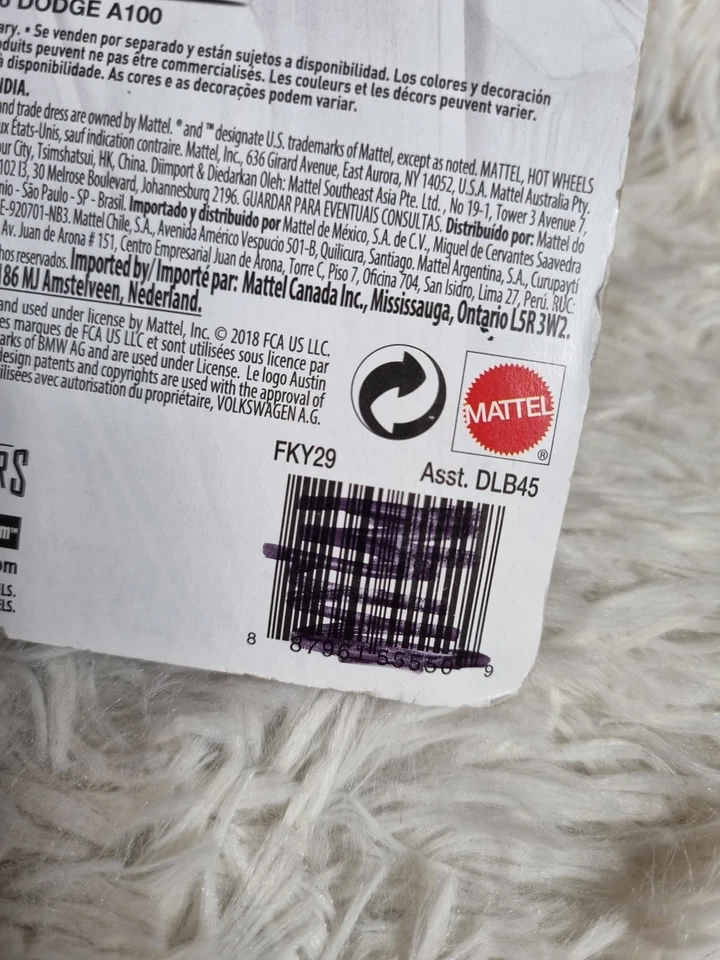 DODGE A100
ary. • Se venden por separado y están sujetos a disponibilidad. Los colores y decoración
oduits peuvent ne pas être commercialisés. Les couleurs et les décors peuvent varier.
à disponibilidade. As cores e as decorações podem variar.
NDIA.
and trade dress are owned by Mattel. ® and ™ designate U.S. trademarks of Mattel, except as noted. MATTEL, HOT WHEELS
ux États-Unis, sauf indication contraire. Mattel, Inc., 636 Girard Avenue, East Aurora, NY 14052, U.S.A. Mattel Australia Pty.
our City, Tsimshatsui, HK, China. Diimport & Diedarkan Oleh: Mattel Southeast Asia Pte. Ltd., No 19-1, Tower 3 Avenue 7,
102 I3, 30 Melrose Boulevard, Johannesburg 2196. GUARDAR PARA EVENTUAIS CONSULTAS. Distribuído por: Mattel do
nio - São Paulo - SP - Brasil. Importado y distribuido por Mattel de México, S.A. de C.V., Miguel de Cervantes Saavedra
E-920701-NB3. Mattel Chile, S.A., Avenida Américo Vespucio 501-B, Quilicura, Santiago. Mattel Argentina, S.A., Curupaytí
Av. Juan de Arona # 151, Centro Empresarial Juan de Arona, Torre C, Piso 7, Oficina 704, San Isidro, Lima 27, Perú. RUC:
hos reservados. Imported by/Importé par: Mattel Canada Inc., Mississauga, Ontario L5R 3W2.
186 MJ Amstelveen, Nederland.
and used under license by Mattel, Inc. © 2018 FCA US LLC.
es marques de FCA US LLC et sont utilisées sous licence par
arks of BMW AG and are used under License. Le logo Austin
design patents and copyrights are used with the approval of
ilisées avec autorisation du propriétaire, VOLKSWAGEN A.G.
MATTEL
®
FKY29
Asst. DLB45
RS
m™
om
LS.
ELS.
8 9